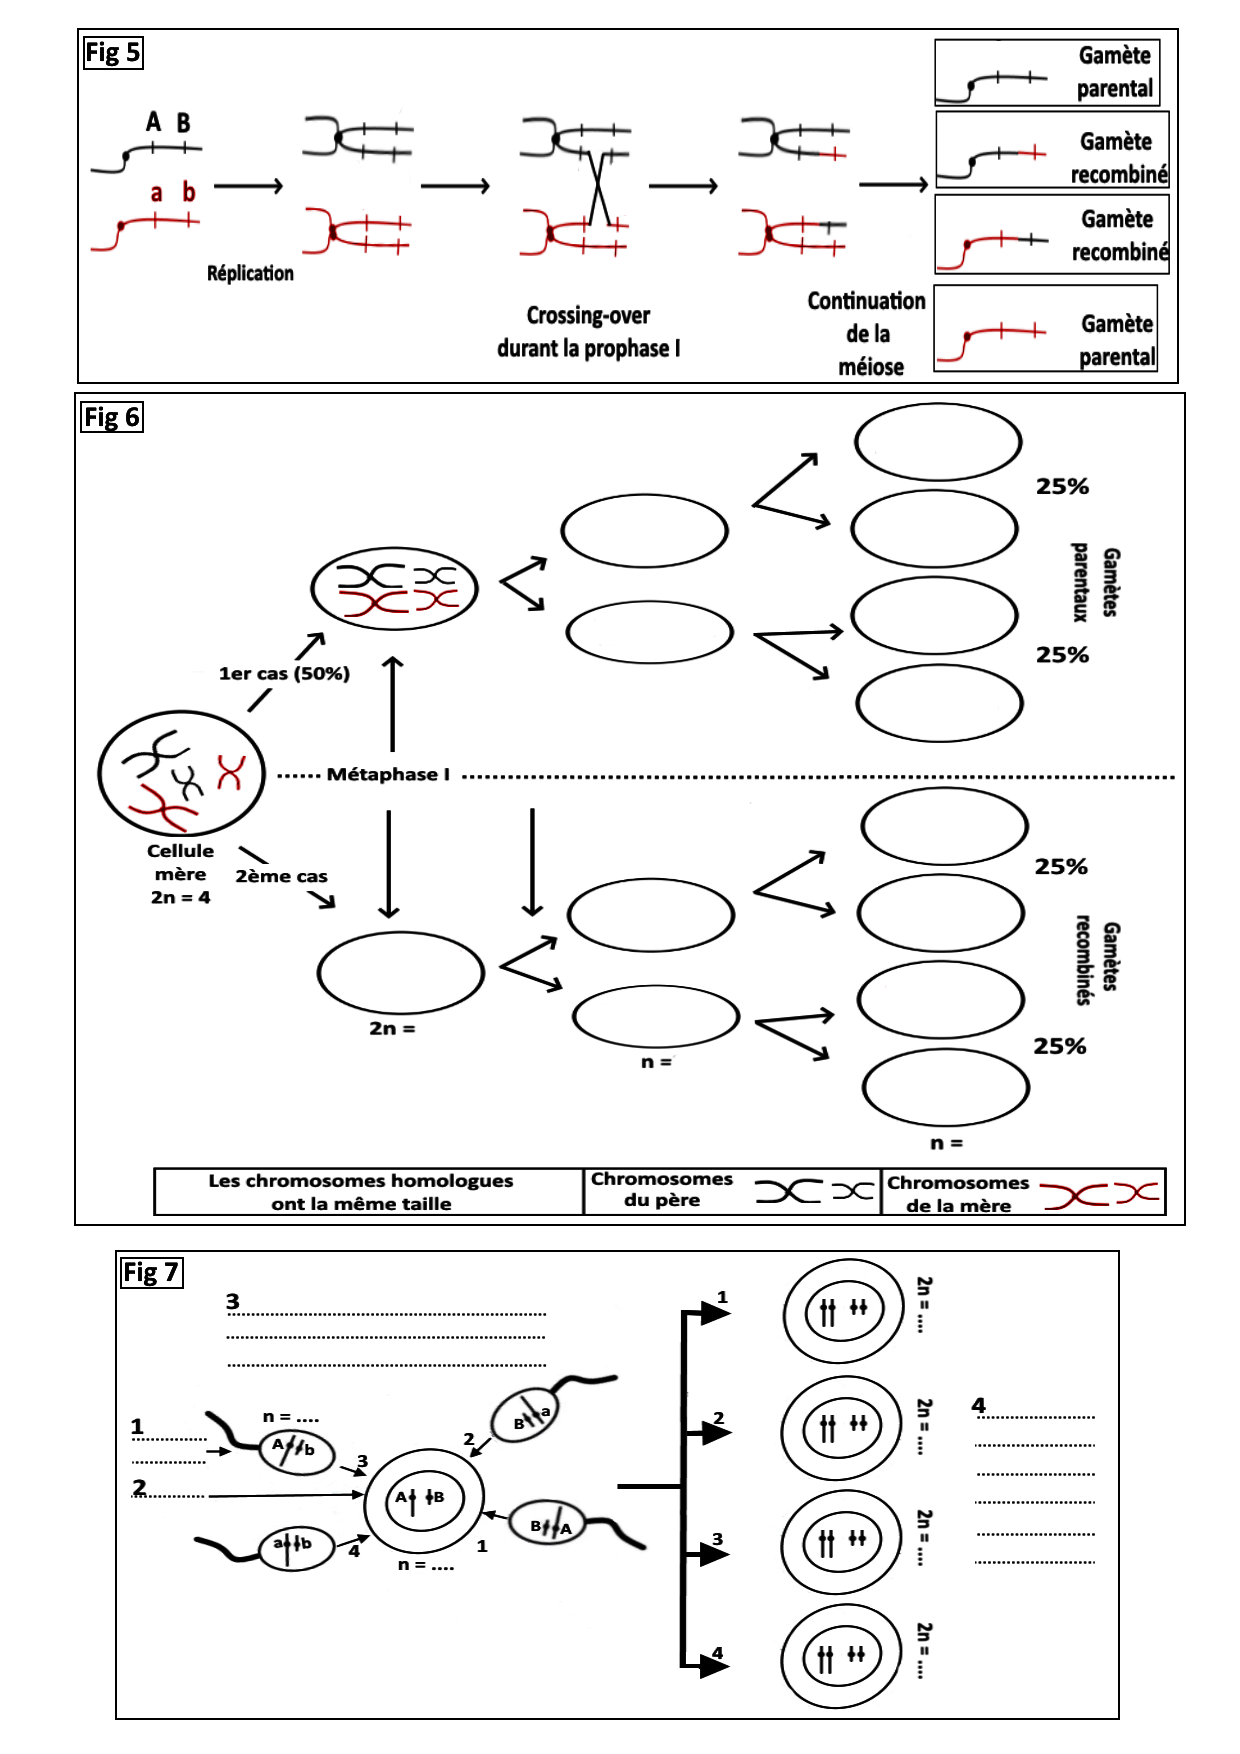 Fig 5
A B
a b
Réplication
Crossing-over
durant la prophase I
Continuation
de la
méiose
Gamète
parental
Gamète
recombiné
Gamète
recombiné
Gamète
parental
Fig 6
1er cas (50%)
Métaphase I
Cellule
mère
2n = 4
2ème cas
2n =
n =
n =
25%
25%
Gamètes
parentaux
25%
25%
Gamètes
recombinés
Les chromosomes homologues
ont la même taille
Chromosomes
du père
Chromosomes
de la mère
Fig 7
3 ........................
........................
........................
1 ............
............
2 ............
n = ....
A b
3
B a
2
A B
n = ....
a b
4
B A
1
1
2n = ....
2
2n = ....
3
2n = ....
4
2n = ....
4 ............
............
............
............
............
............